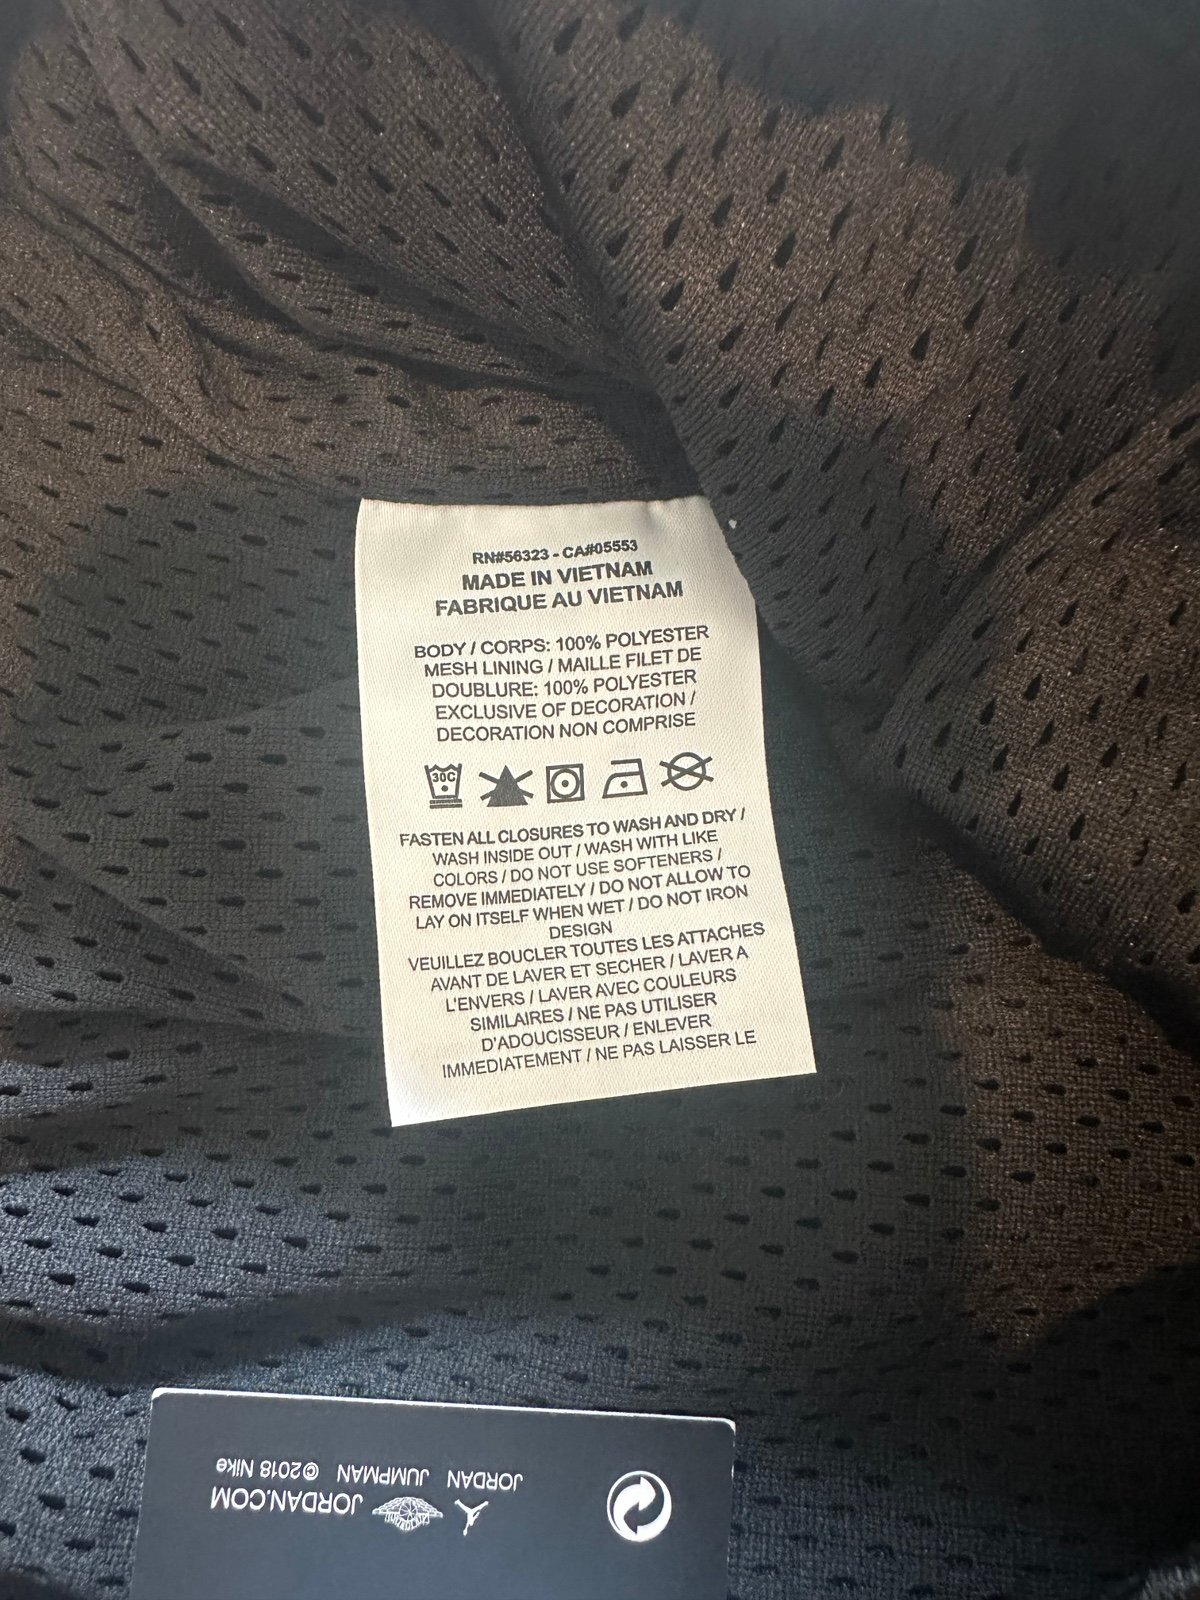 RN#56323 - CA#05553
MADE IN VIETNAM
FABRIQUE AU VIETNAM
BODY / CORPS: 100% POLYESTER
MESH LINING / MAILLE FILET DE
DOUBLURE: 100% POLYESTER
EXCLUSIVE OF DECORATION /
DECORATION NON COMPRISE
30C
FASTEN ALL CLOSURES TO WASH AND DRY /
WASH INSIDE OUT / WASH WITH LIKE
COLORS / DO NOT USE SOFTENERS /
REMOVE IMMEDIATELY / DO NOT ALLOW TO
LAY ON ITSELF WHEN WET / DO NOT IRON
DESIGN
VEUILLEZ BOUCLER TOUTES LES ATTACHES
AVANT DE LAVER ET SECHER / LAVER A
L'ENVERS / LAVER AVEC COULEURS
SIMILAIRES / NE PAS UTILISER
D'ADOUCISSEUR / ENLEVER
IMMEDIATEMENT / NE PAS LAISSER LE
JORDAN.COM
JORDAN JUMPMAN ©2018 Nike